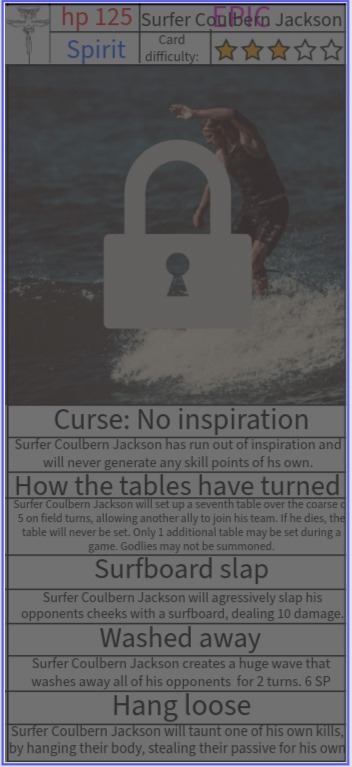 hp 125
Surfer Coulbern Jackson
EPIC
Spirit
Card
difficulty:
Curse: No inspiration
Surfer Coulbern Jackson has run out of inspiration and
will never generate any skill points of hs own.
How the tables have turned
Surfer Coulbern Jackson will set up a seventh table over the coarse o
5 on field turns, allowing another ally to join his team. If he dies, the
table will never be set. Only 1 additional table may be set during a
game. Godlies may not be summoned.
Surfboard slap
Surfer Coulbern Jackson will agressively slap his
opponents cheeks with a surfboard, dealing 10 damage.
Washed away
Surfer Coulbern Jackson creates a huge wave that
washes away all of his opponents for 2 turns. 6 SP
Hang loose
Surfer Coulbern Jackson will taunt one of his own kills,
by hanging their body, stealing their passive for his own